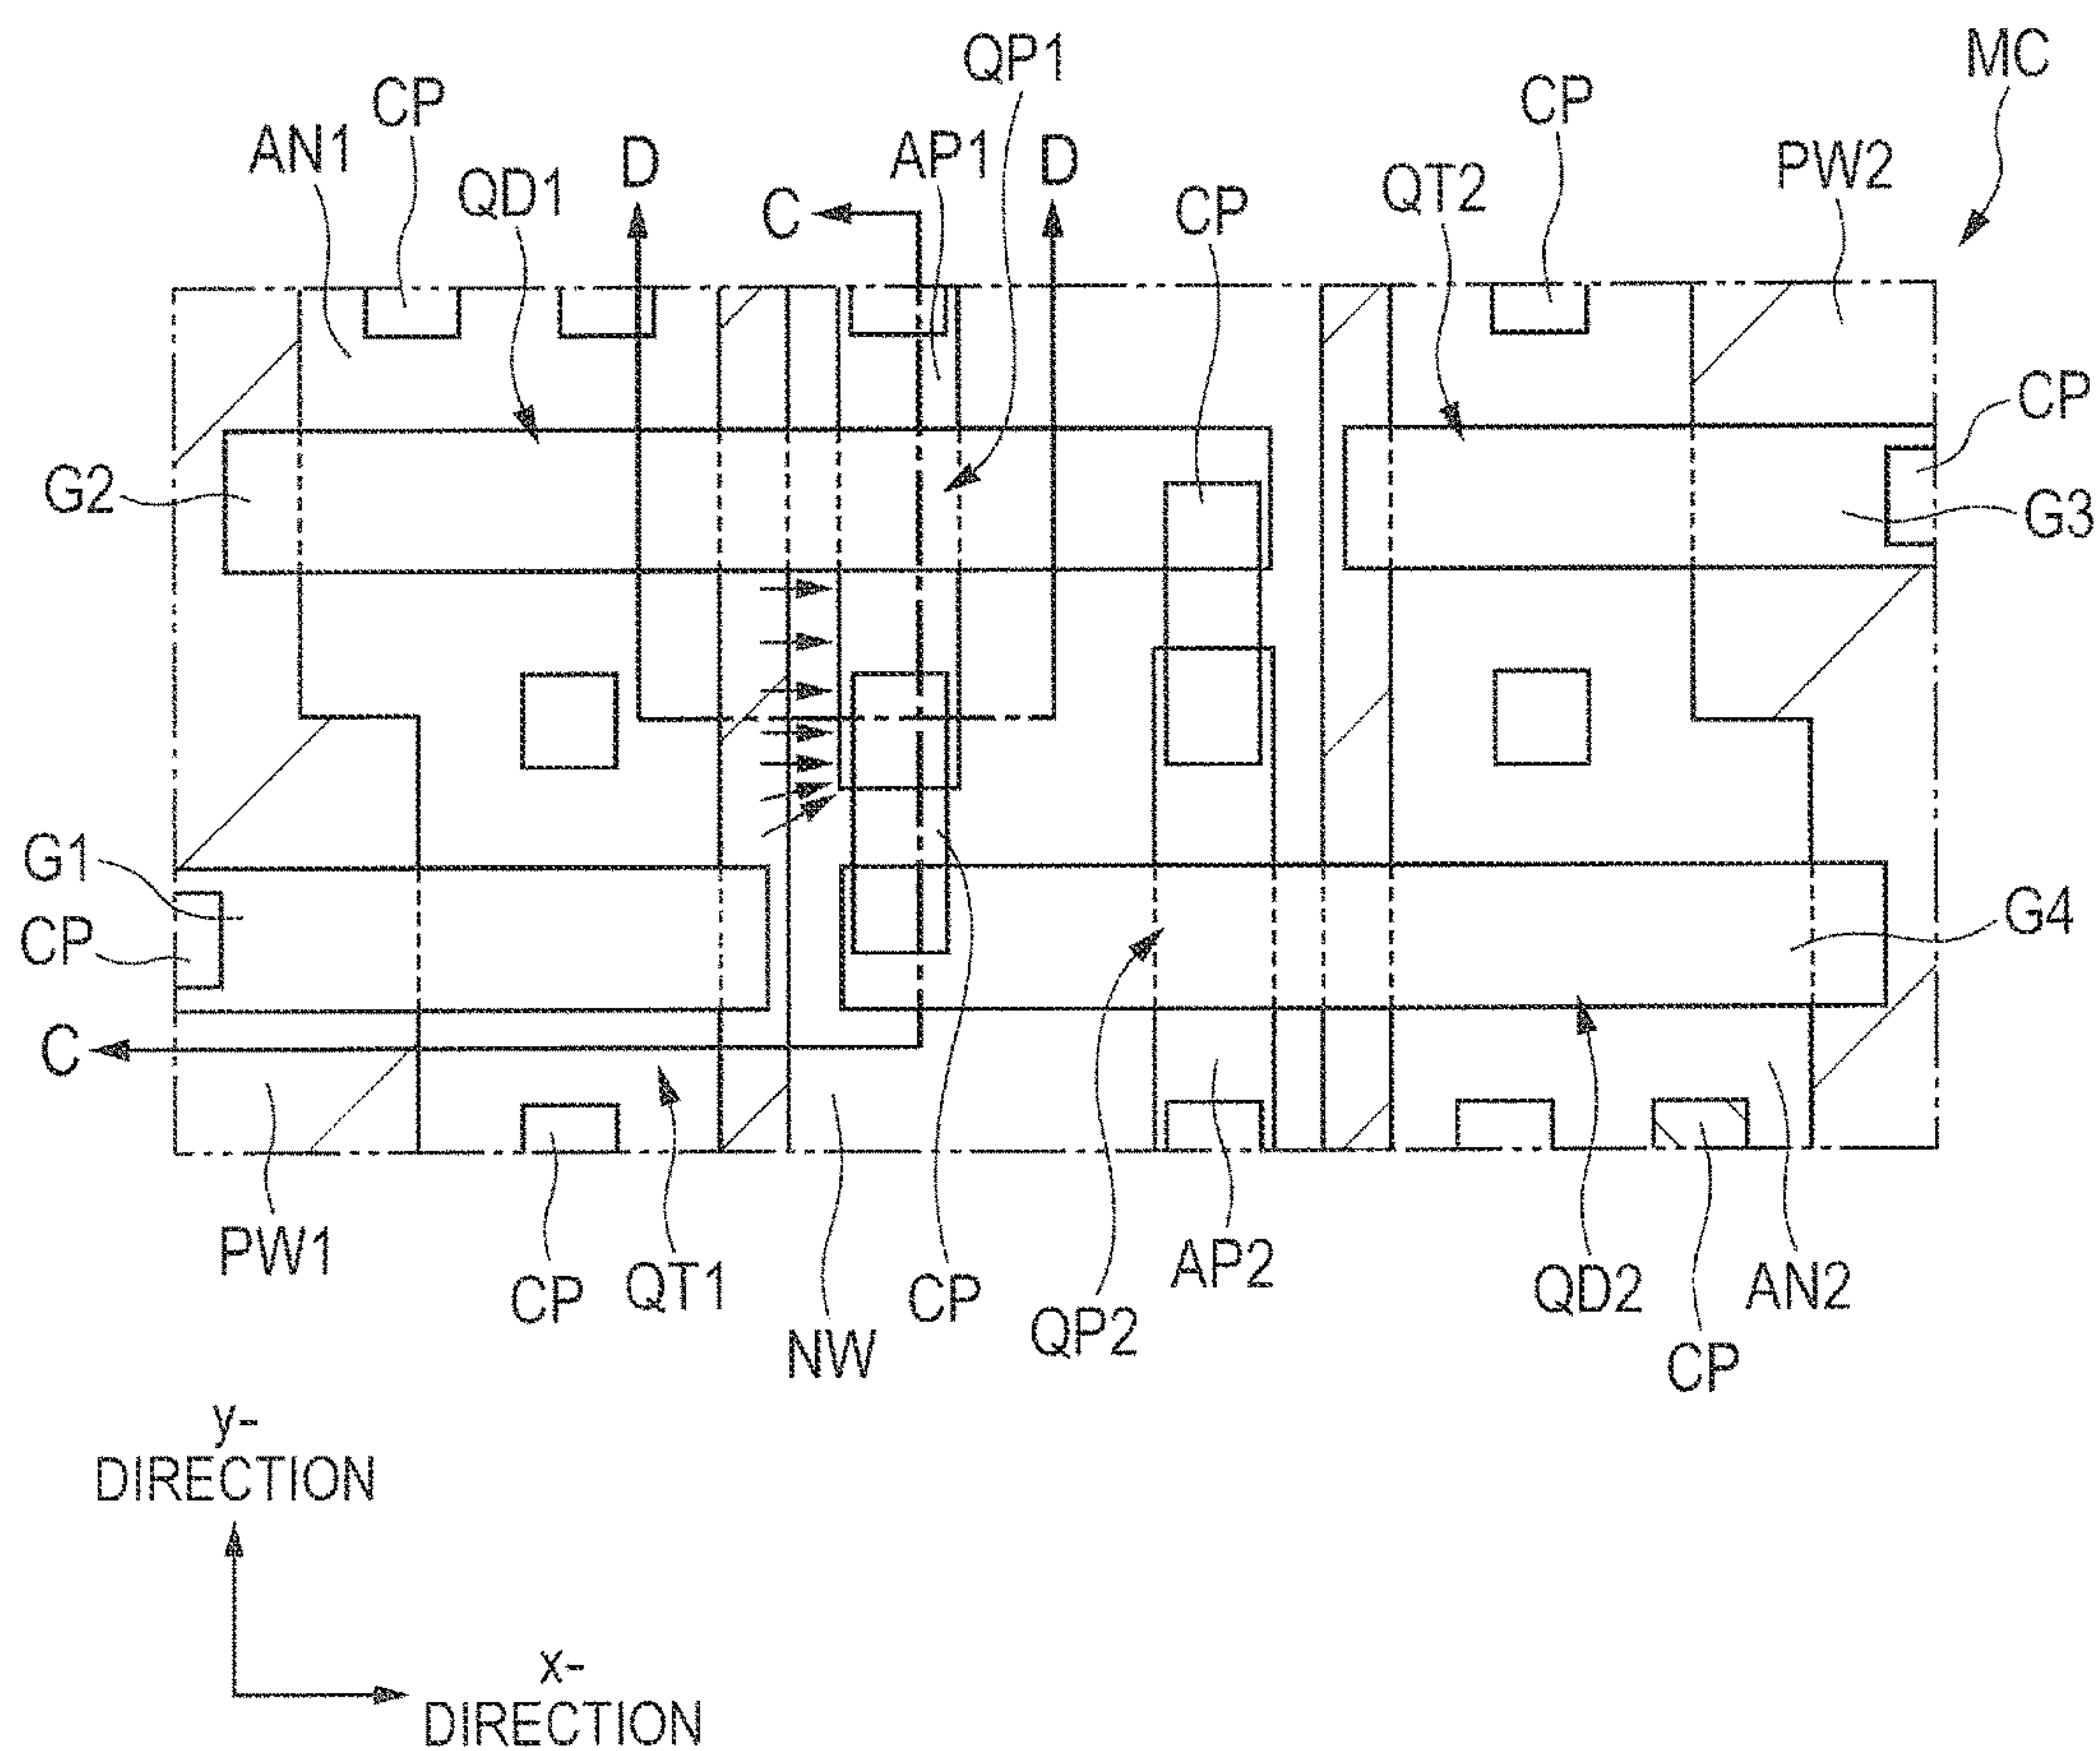 QP1
MC
CP
CP
AN1
D
AP1
D
PW2
QD1
C
CP
QT2
CP
G2
G3
G1
G4
CP
C
PW1
CP
QT1
NW
CP
QP2
AP2
QD2
AN2
CP
y-
DIRECTION
x-
DIRECTION